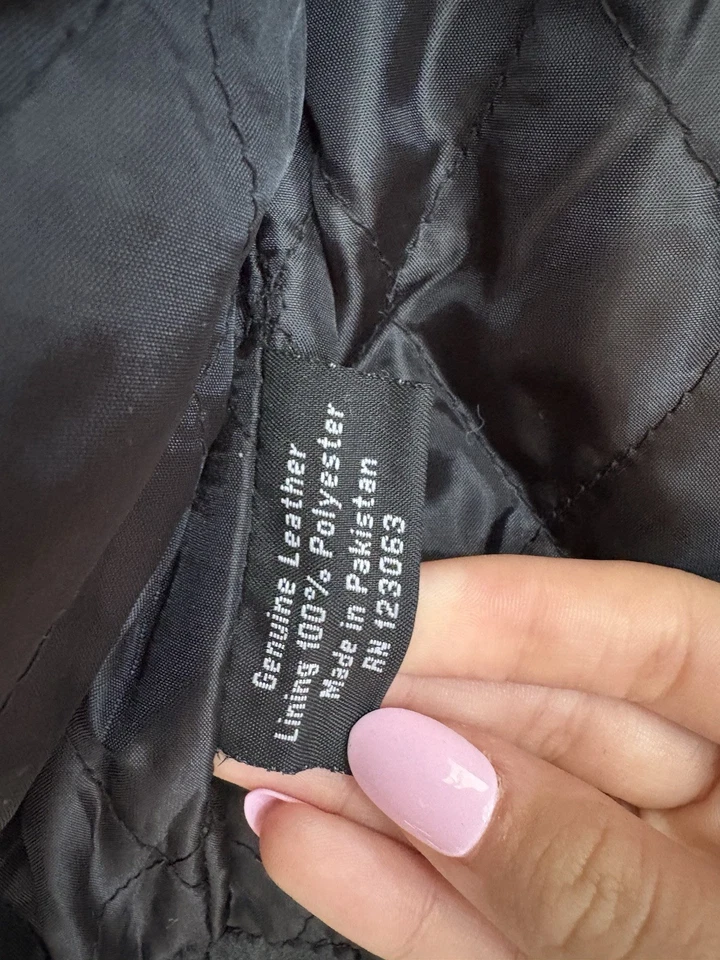 Genuine Leather
Lining 100% Polyester
Made in Pakistan
RN 123063